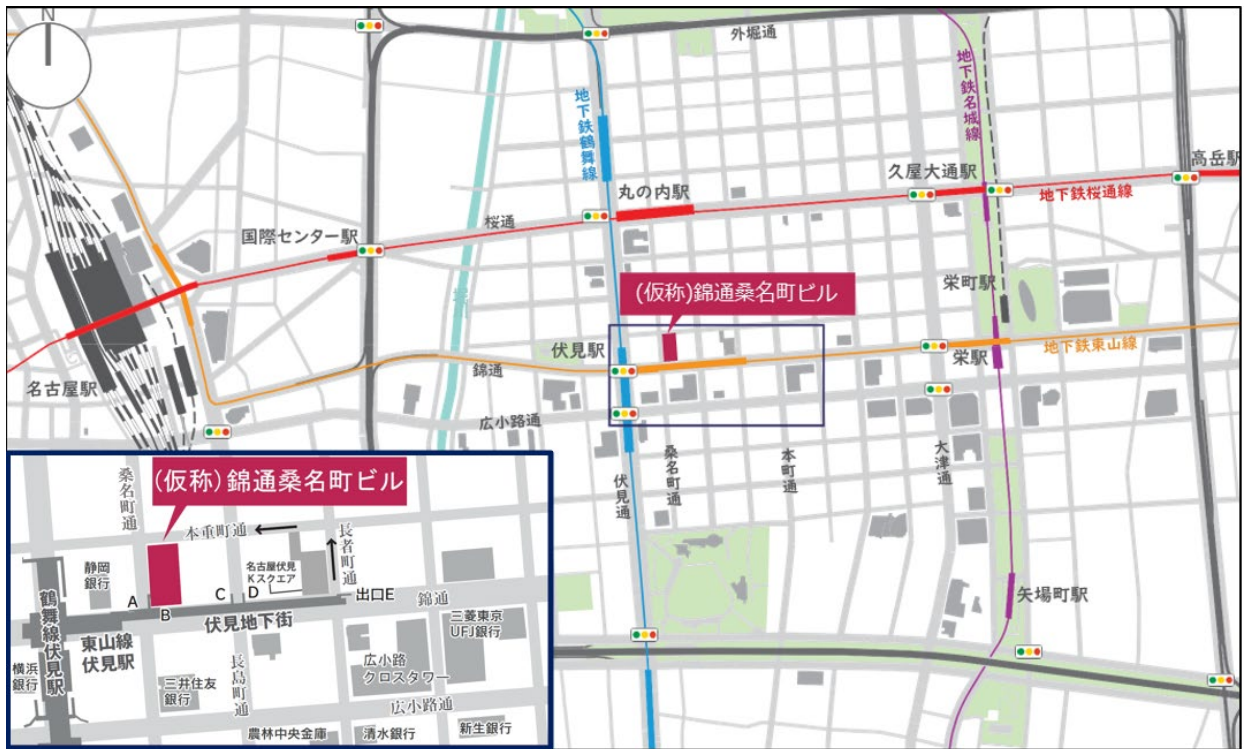 N
外堀通
地下鉄名城線
地下鉄鶴舞線
高岳駅
久屋大通駅
丸の内駅
地下鉄桜通線
桜通
国際センター駅
(仮称)錦通桑名町ビル
栄町駅
伏見駅
栄駅
地下鉄東山線
名古屋駅
錦通
広小路通
伏見通
桑名町通
本町通
大津通
矢場町駅
(仮称)錦通桑名町ビル
桑名町通
本重町通
長者町通
静岡
銀行
名古屋伏見
Kスクエア
A
B
C
D
出口E
錦通
伏見地下街
鶴舞線伏見駅
東山線
伏見駅
三菱東京
UFJ銀行
横浜
銀行
三井住友
銀行
長島町通
広小路
クロスタワー
広小路通
農林中央金庫
清水銀行
新生銀行